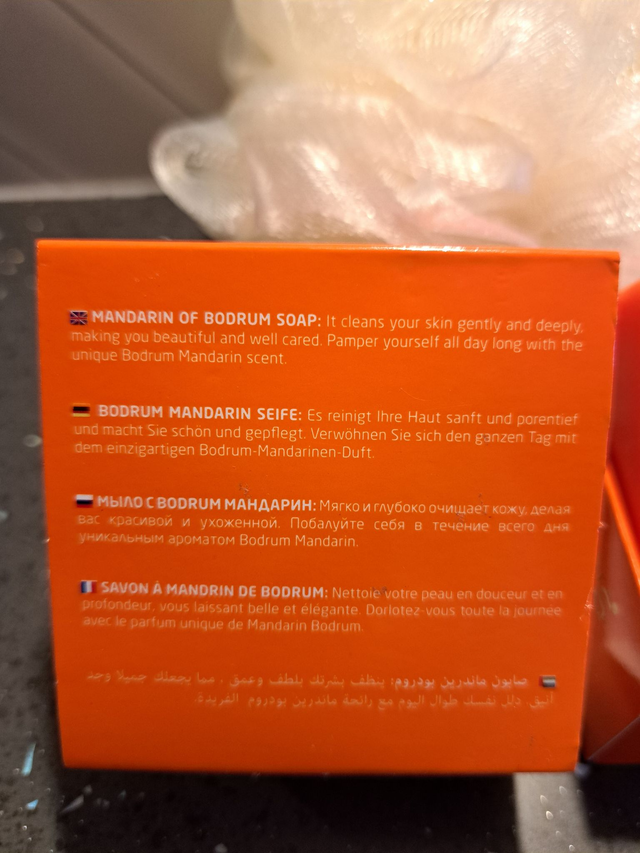 MANDARIN OF BODRUM SOAP: It cleans your skin gently and deeply,
making you beautiful and well cared. Pamper yourself all day long with the
unique Bodrum Mandarin scent.
BODRUM MANDARIN SEIFE: Es reinigt Ihre Haut sanft und porentief
und macht Sie schön und gepflegt. Verwöhnen Sie sich den ganzen Tag mit
dem einzigartigen Bodrum-Mandarinen-Duft.
МЫЛО С BODRUM МАНДАРИН: Мягко и глубоко очищает кожу, делая
вас красивой и ухоженной. Побалуйте себя в течение всего дня
уникальным ароматом Bodrum Mandarin.
SAVON À MANDRIN DE BODRUM: Nettoie votre peau en douceur et en
profondeur, vous laissant belle et élégante. Dorlotez-vous toute la journée
avec le parfum unique de Mandarin Bodrum.
صابون ماندرين بودروم: ينظف بشرتك بلطف وعمق ، مما يجعلك جميلا وجد
أنيق. دلل نفسك طوال اليوم مع رائحة ماندرين بودروم الفريدة.